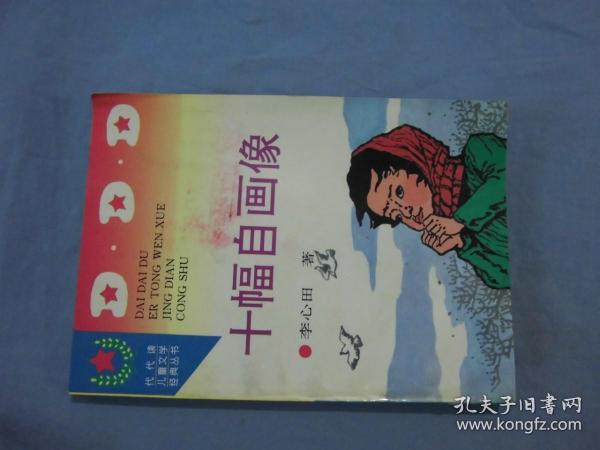 D·D·D
DAI DAI DU
ER TONG WEN XUE
JING DIAN
CONG SHU
代代读
儿童文学
经典丛书
十幅自画像
李心田 著
孔夫子旧书网
www.kongfz.com